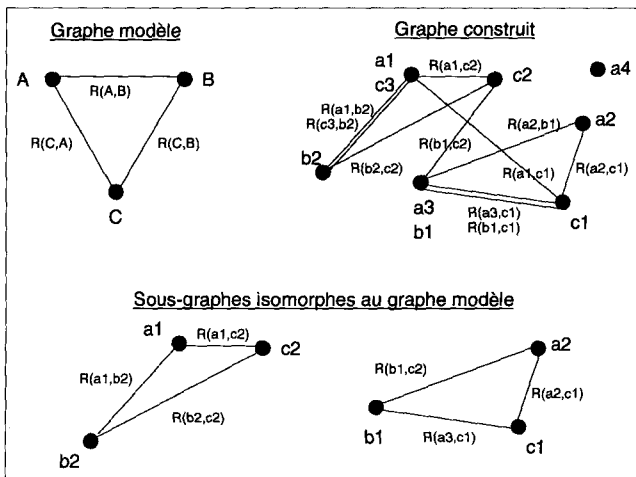 Graphe modèle
A
B
R(A,B)
R(C,A)
R(C,B)
C
Graphe construit
a1
c3
R(a1,c2)
c2
a4
R(a1,b2)
R(c3,b2)
a2
R(a2,b1)
R(b1,c2)
b2
R(b2,c2)
R(a1,c1)
R(a2,c1)
a3
b1
R(a3,c1)
R(b1,c1)
c1
Sous-graphes isomorphes au graphe modèle
a1
R(a1,c2)
c2
R(a1,b2)
R(b2,c2)
b2
a2
R(b1,c2)
R(a2,c1)
b1
R(a3,c1)
c1